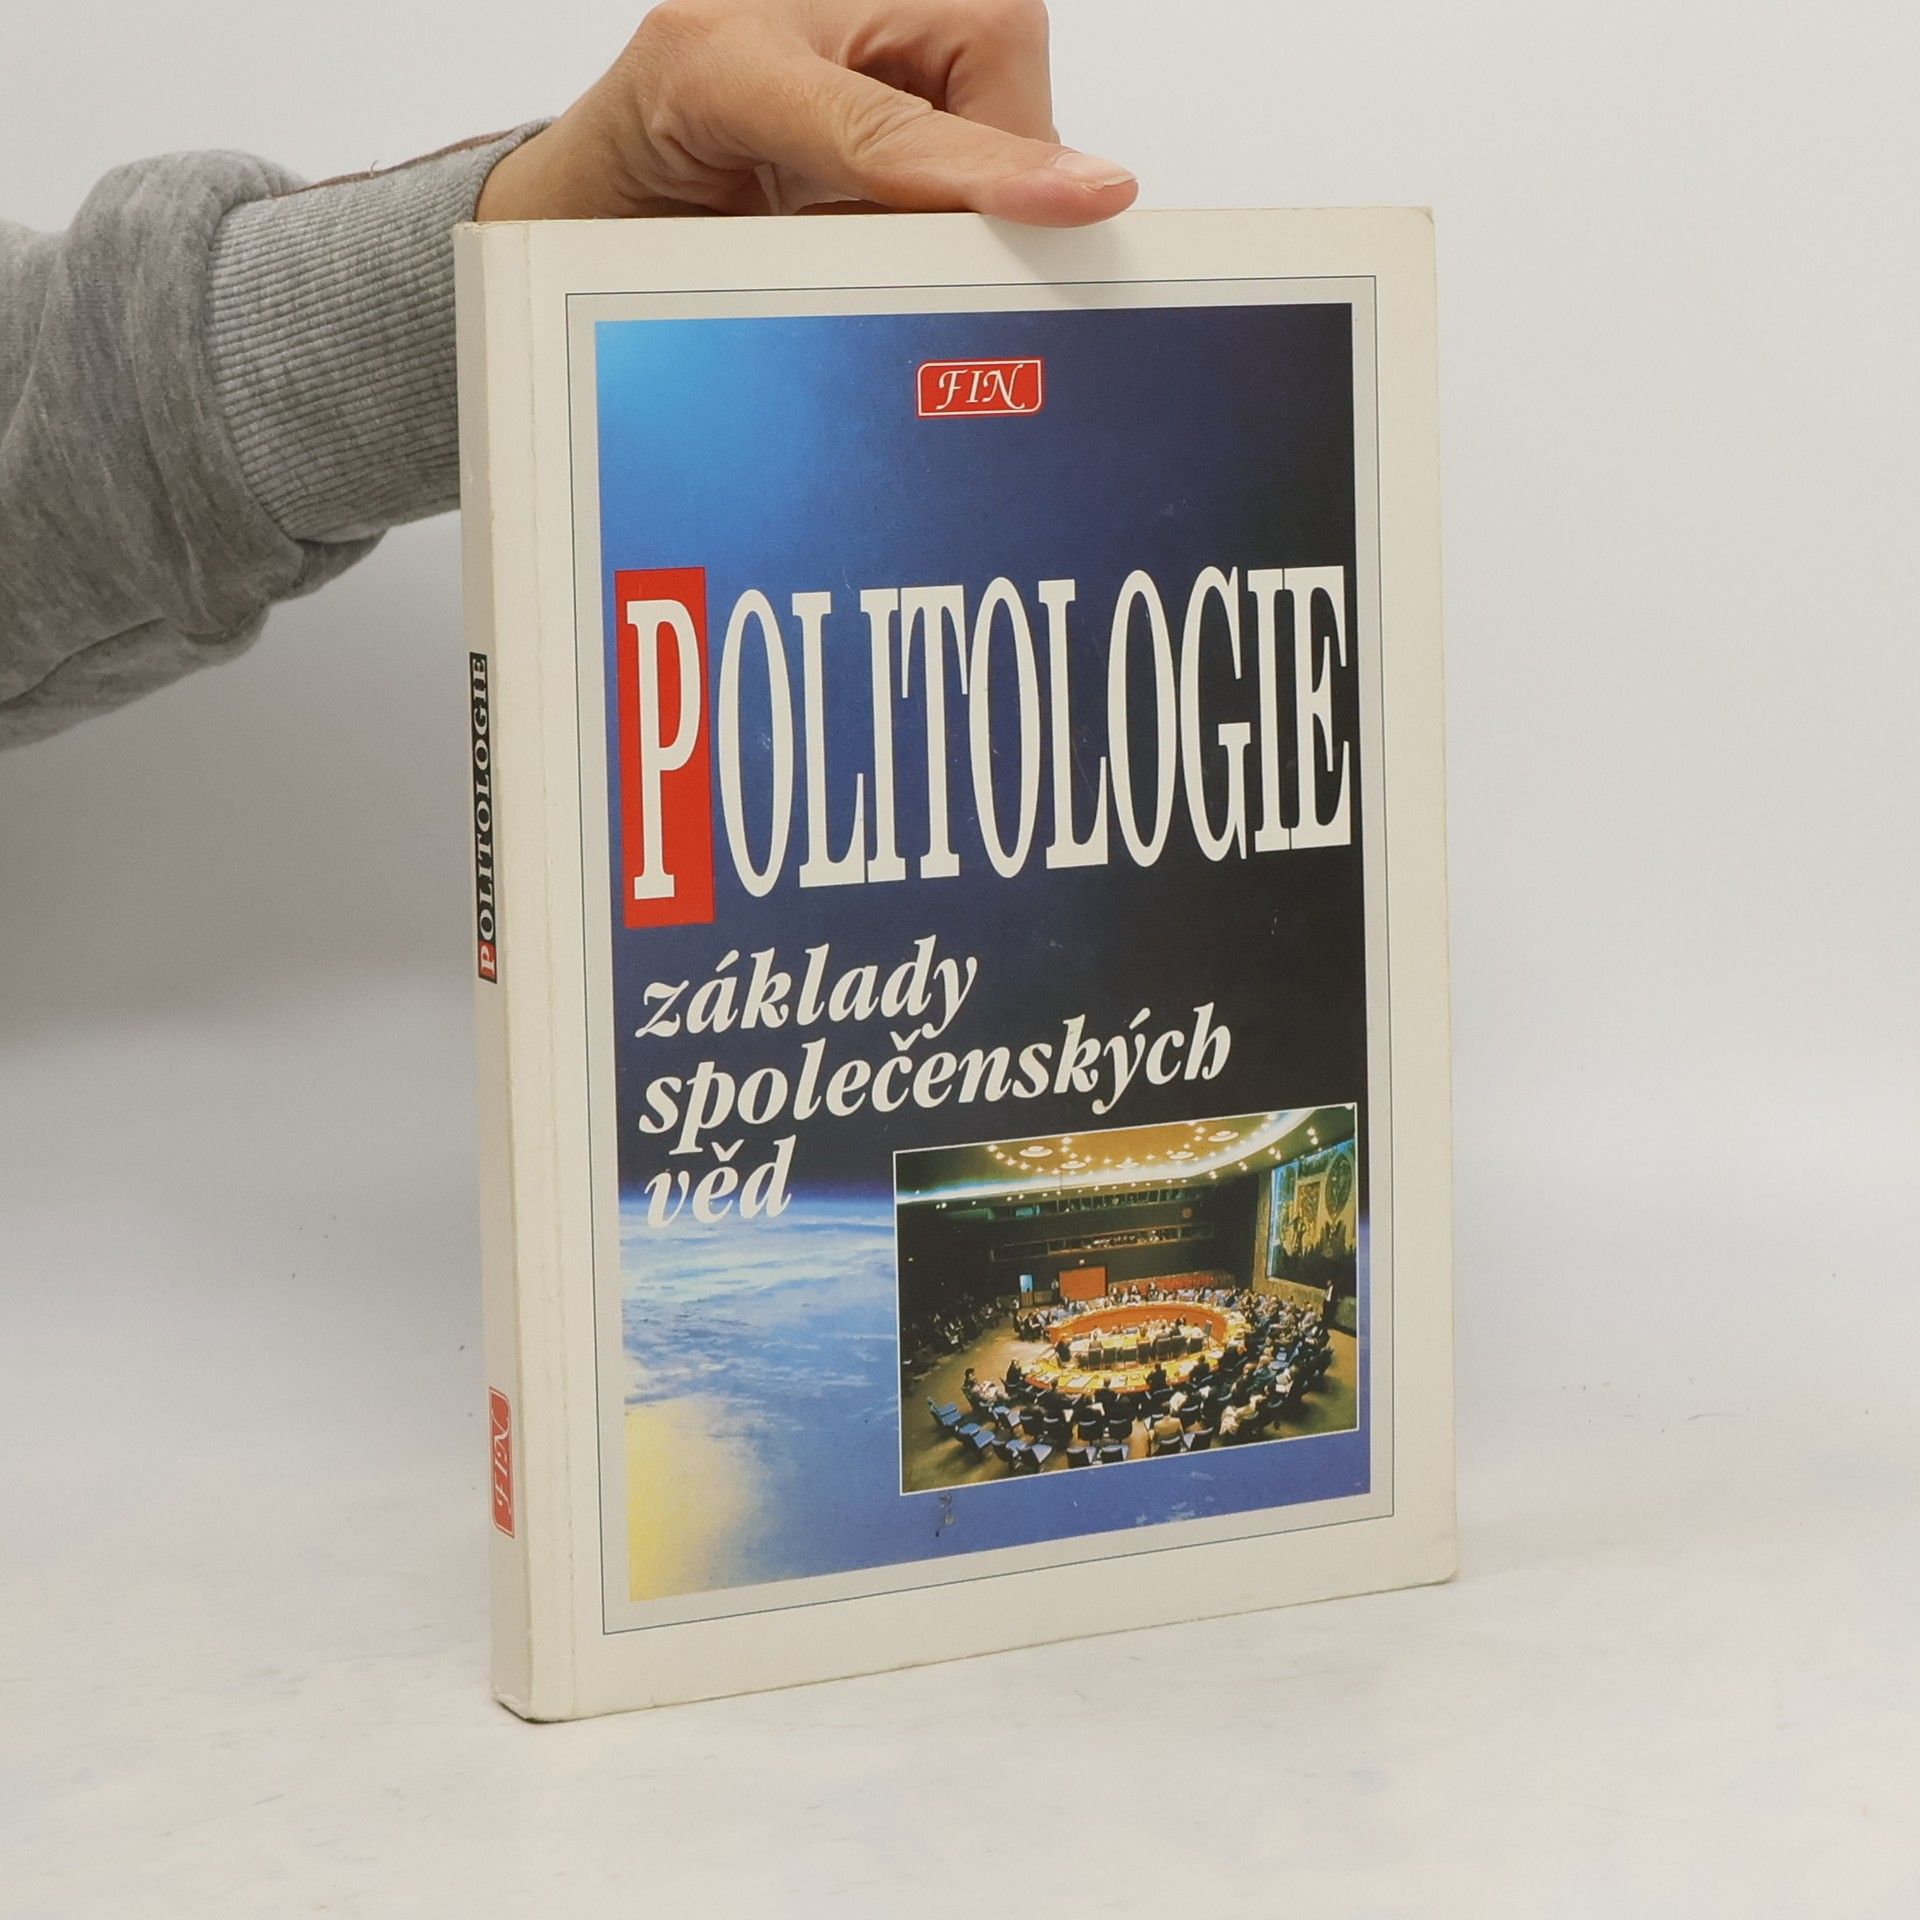 FIN
POLITOLOGIE
základy
společenských
věd
POLITOLOGIE
FIN